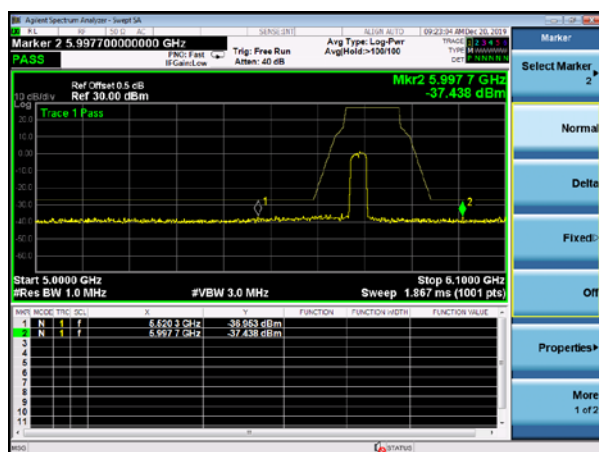 Agilent Spectrum Analyzer - Swept SA
RL RF 50 Ω AC SENSE:INT ALIGN AUTO 09:23:04 AM Dec 20, 2019
Marker 2 5.997700000000 GHz
PNO: Fast
IFGain:Low
Trig: Free Run
Atten: 40 dB
Avg Type: Log-Pwr
Avg|Hold:>100/100
TRACE 1 2 3 4 5 6
TYPE
DET P N N N N N
PASS
Ref Offset 0.5 dB
10 dB/div Ref 30.00 dBm
Log
Mkr2 5.997 7 GHz
-37.438 dBm
Trace 1 Pass
20.0
10.0
0.00
-10.0
-20.0
-30.0
-40.0
-50.0
-60.0
1
2
Start 5.0000 GHz Stop 6.1000 GHz
#Res BW 1.0 MHz #VBW 3.0 MHz Sweep 1.867 ms (1001 pts)
MKR MODE TRC SCL X Y FUNCTION FUNCTION WIDTH FUNCTION VALUE
1 N 1 f 5.520 3 GHz -36.953 dBm
2 N 1 f 5.997 7 GHz -37.438 dBm
3
4
5
6
7
8
9
10
11
MSG STATUS
Marker
Select Marker
2
Normal
Delta
Fixed
Off
Properties
More
1 of 2